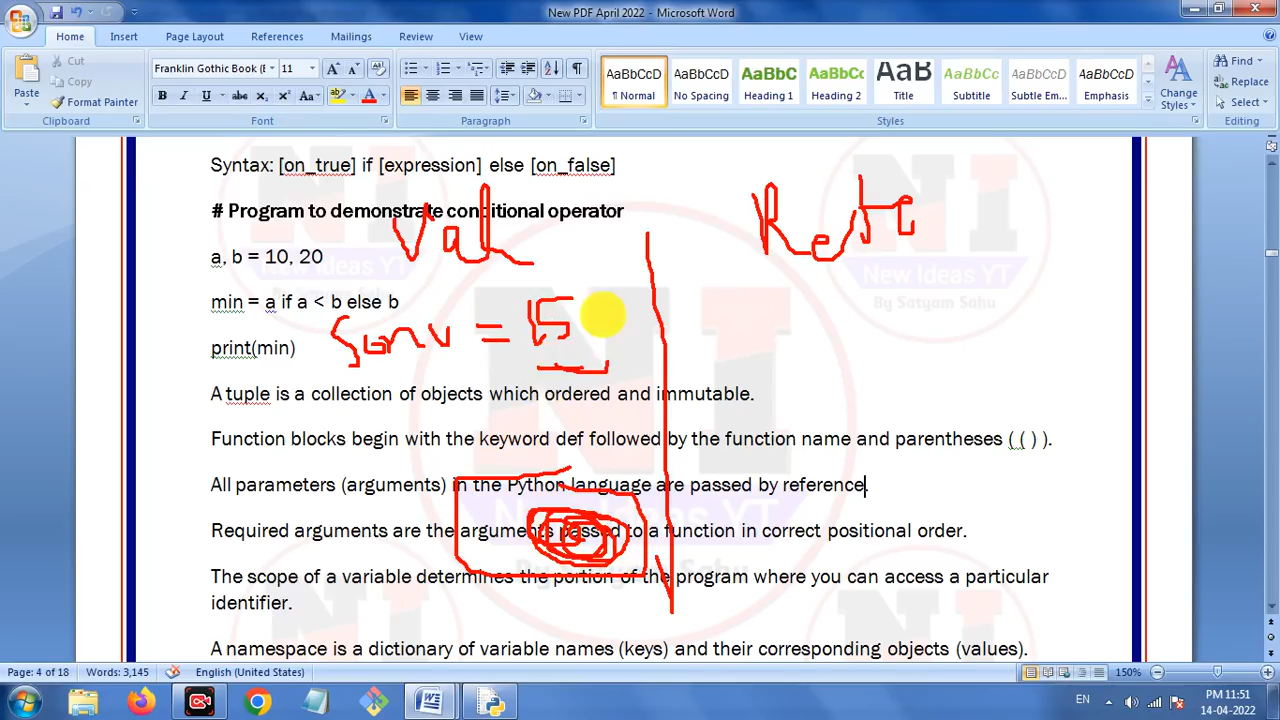 New PDF April 2022 - Microsoft Word
Home Insert Page Layout References Mailings Review View
Cut
Copy
Format Painter
Paste
Clipboard
Franklin Gothic Book (E 11
Font
Paragraph
AaBbCcD AaBbCcD AaBbC AaBbCc AaB AaBbCc AaBbCcD AaBbCcD
¶ Normal No Spacing Heading 1 Heading 2 Title Subtitle Subtle Em... Emphasis
Change Styles
Styles
Find
Replace
Select
Editing
Syntax: [on_true] if [expression] else [on_false]
# Program to demonstrate conditional operator
Val
a, b = 10, 20
min = a if a < b else b
= 15
print(min)
A tuple is a collection of objects which ordered and immutable.
Function blocks begin with the keyword def followed by the function name and parentheses ( ( ) ).
All parameters (arguments) in the Python language are passed by reference.
Required arguments are the arguments passed to a function in correct positional order.
The scope of a variable determines the portion of the program where you can access a particular
identifier.
A namespace is a dictionary of variable names (keys) and their corresponding objects (values).
NI
New Ideas YT
By Satyam Sahu
Page: 4 of 18 Words: 3,145 English (United States) 150%
EN PM 11:51
14-04-2022